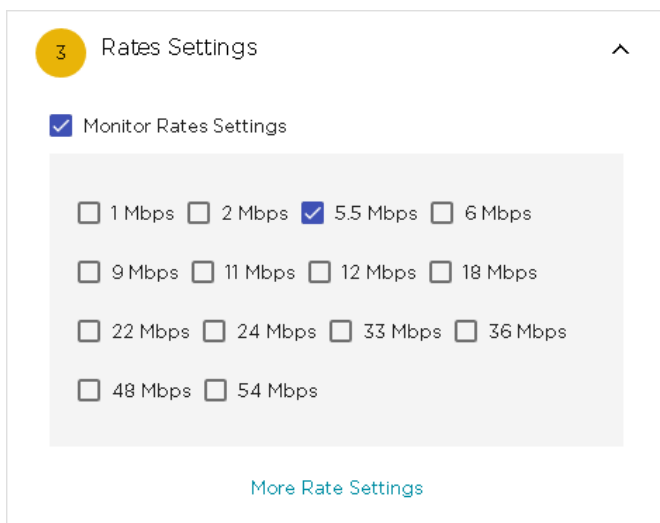 3 Rates Settings
Monitor Rates Settings
1 Mbps 2 Mbps 5.5 Mbps 6 Mbps
9 Mbps 11 Mbps 12 Mbps 18 Mbps
22 Mbps 24 Mbps 33 Mbps 36 Mbps
48 Mbps 54 Mbps
More Rate Settings